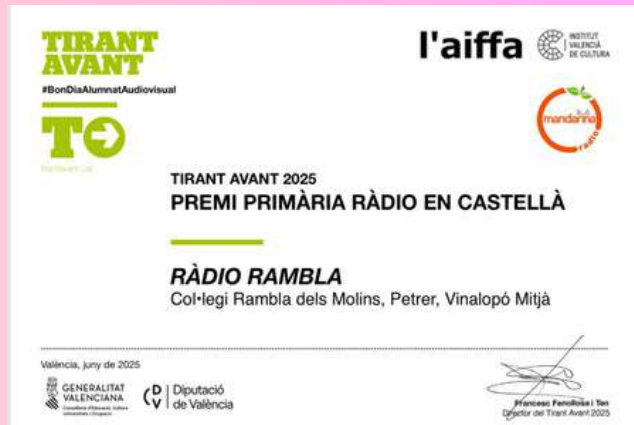 TIRANT
AVANT
#BonDiaAlumnatAudiovisual
l'aiffa
INSTITUT
VALENCIÀ
DE CULTURA
mandarina
ràdio
TIRANT AVANT 2025
PREMI PRIMÀRIA RÀDIO EN CASTELLÀ
RÀDIO RAMBLA
Col•legi Rambla dels Molins, Petrer, Vinalopó Mitjà
València, juny de 2025
GENERALITAT
VALENCIANA
CDV
Diputació
de València
Francesc Fenollosa i Ten
Director del Tirant Avant 2025